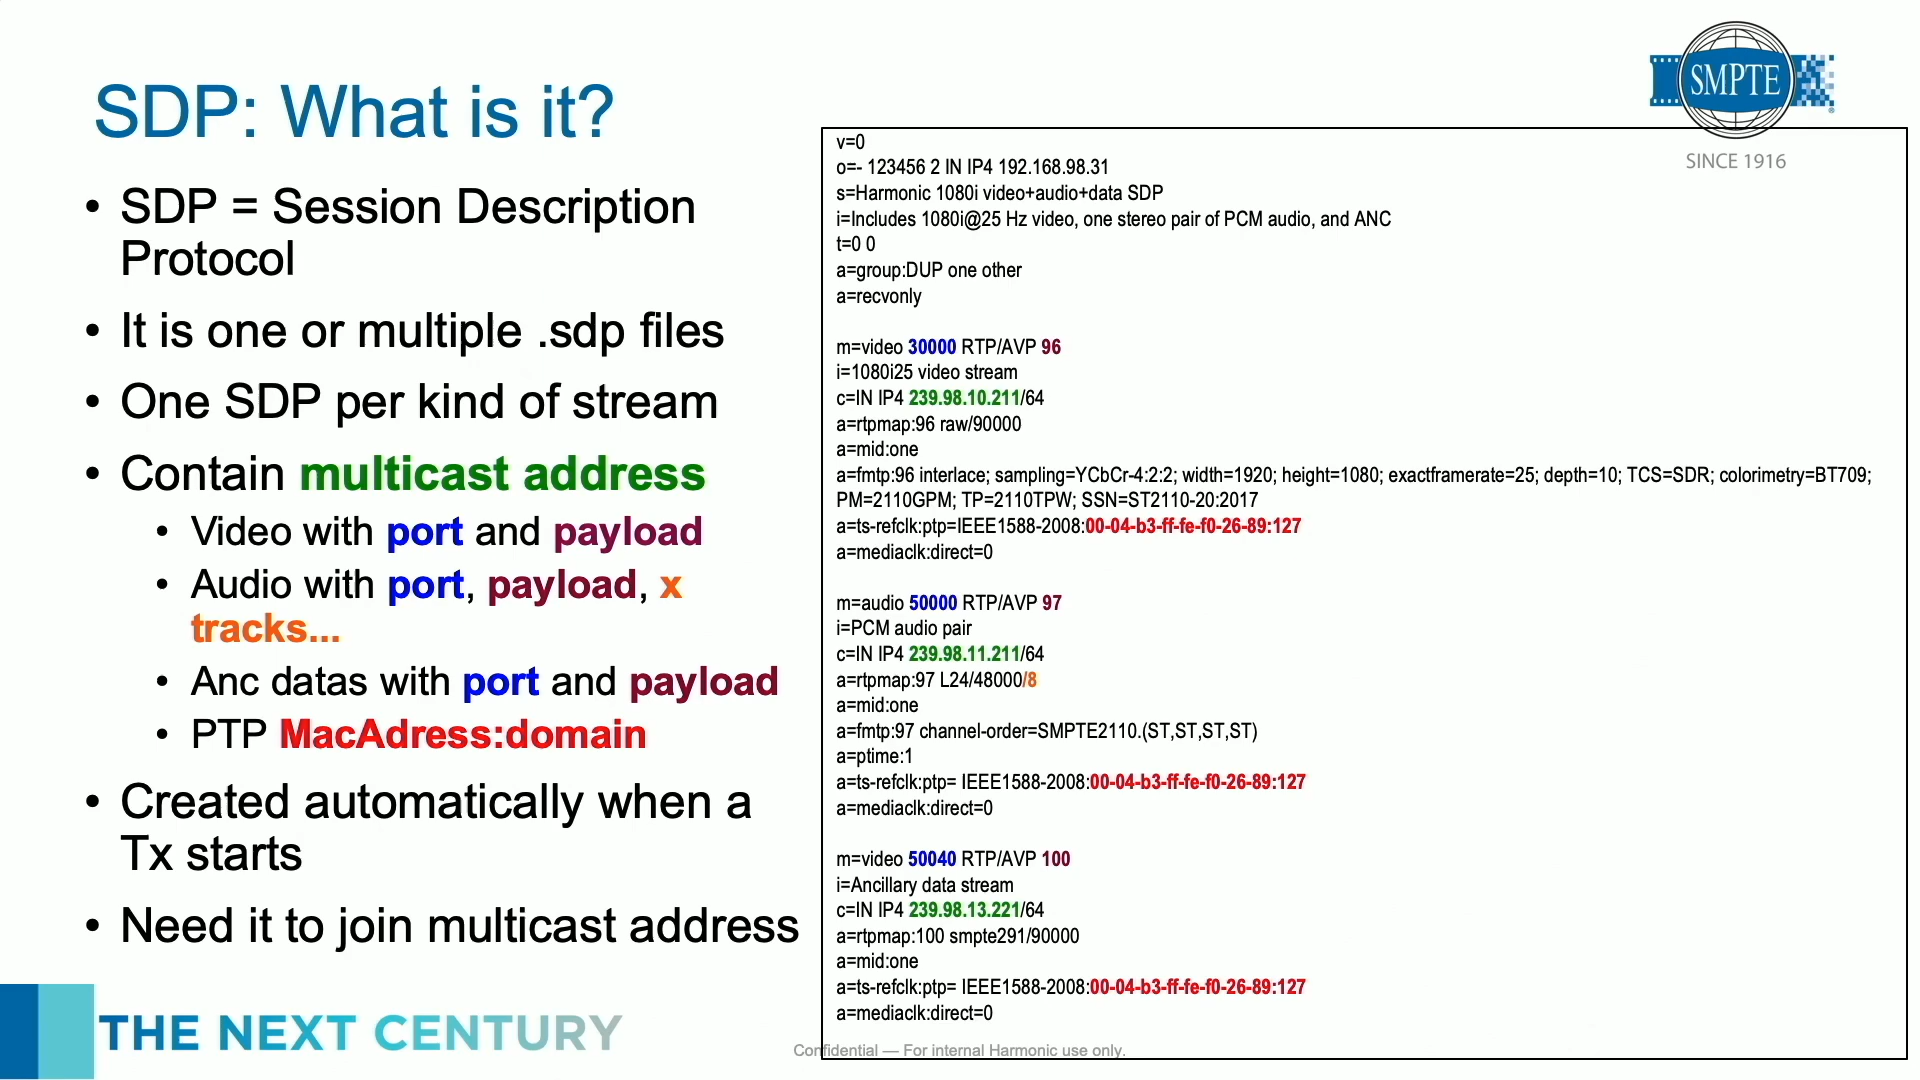 SMPTE
SINCE 1916
SDP: What is it?
• SDP = Session Description
Protocol
• It is one or multiple .sdp files
• One SDP per kind of stream
• Contain multicast address
• Video with port and payload
• Audio with port, payload, x
tracks...
• Anc datas with port and payload
• PTP MacAdress:domain
• Created automatically when a
Tx starts
• Need it to join multicast address
v=0
o=- 123456 2 IN IP4 192.168.98.31
s=Harmonic 1080i video+audio+data SDP
i=Includes 1080i@25 Hz video, one stereo pair of PCM audio, and ANC
t=0 0
a=group:DUP one other
a=recvonly
m=video 30000 RTP/AVP 96
i=1080i25 video stream
c=IN IP4 239.98.10.211/64
a=rtpmap:96 raw/90000
a=mid:one
a=fmtp:96 interlace; sampling=YCbCr-4:2:2; width=1920; height=1080; exactframerate=25; depth=10; TCS=SDR; colorimetry=BT709;
PM=2110GPM; TP=2110TPW; SSN=ST2110-20:2017
a=ts-refclk:ptp=IEEE1588-2008:00-04-b3-ff-fe-f0-26-89:127
a=mediaclk:direct=0
m=audio 50000 RTP/AVP 97
i=PCM audio pair
c=IN IP4 239.98.11.211/64
a=rtpmap:97 L24/48000/8
a=mid:one
a=fmtp:97 channel-order=SMPTE2110.(ST,ST,ST,ST)
a=ptime:1
a=ts-refclk:ptp= IEEE1588-2008:00-04-b3-ff-fe-f0-26-89:127
a=mediaclk:direct=0
m=video 50040 RTP/AVP 100
i=Ancillary data stream
c=IN IP4 239.98.13.221/64
a=rtpmap:100 smpte291/90000
a=mid:one
a=ts-refclk:ptp= IEEE1588-2008:00-04-b3-ff-fe-f0-26-89:127
a=mediaclk:direct=0
THE NEXT CENTURY
Confidential — For internal Harmonic use only.